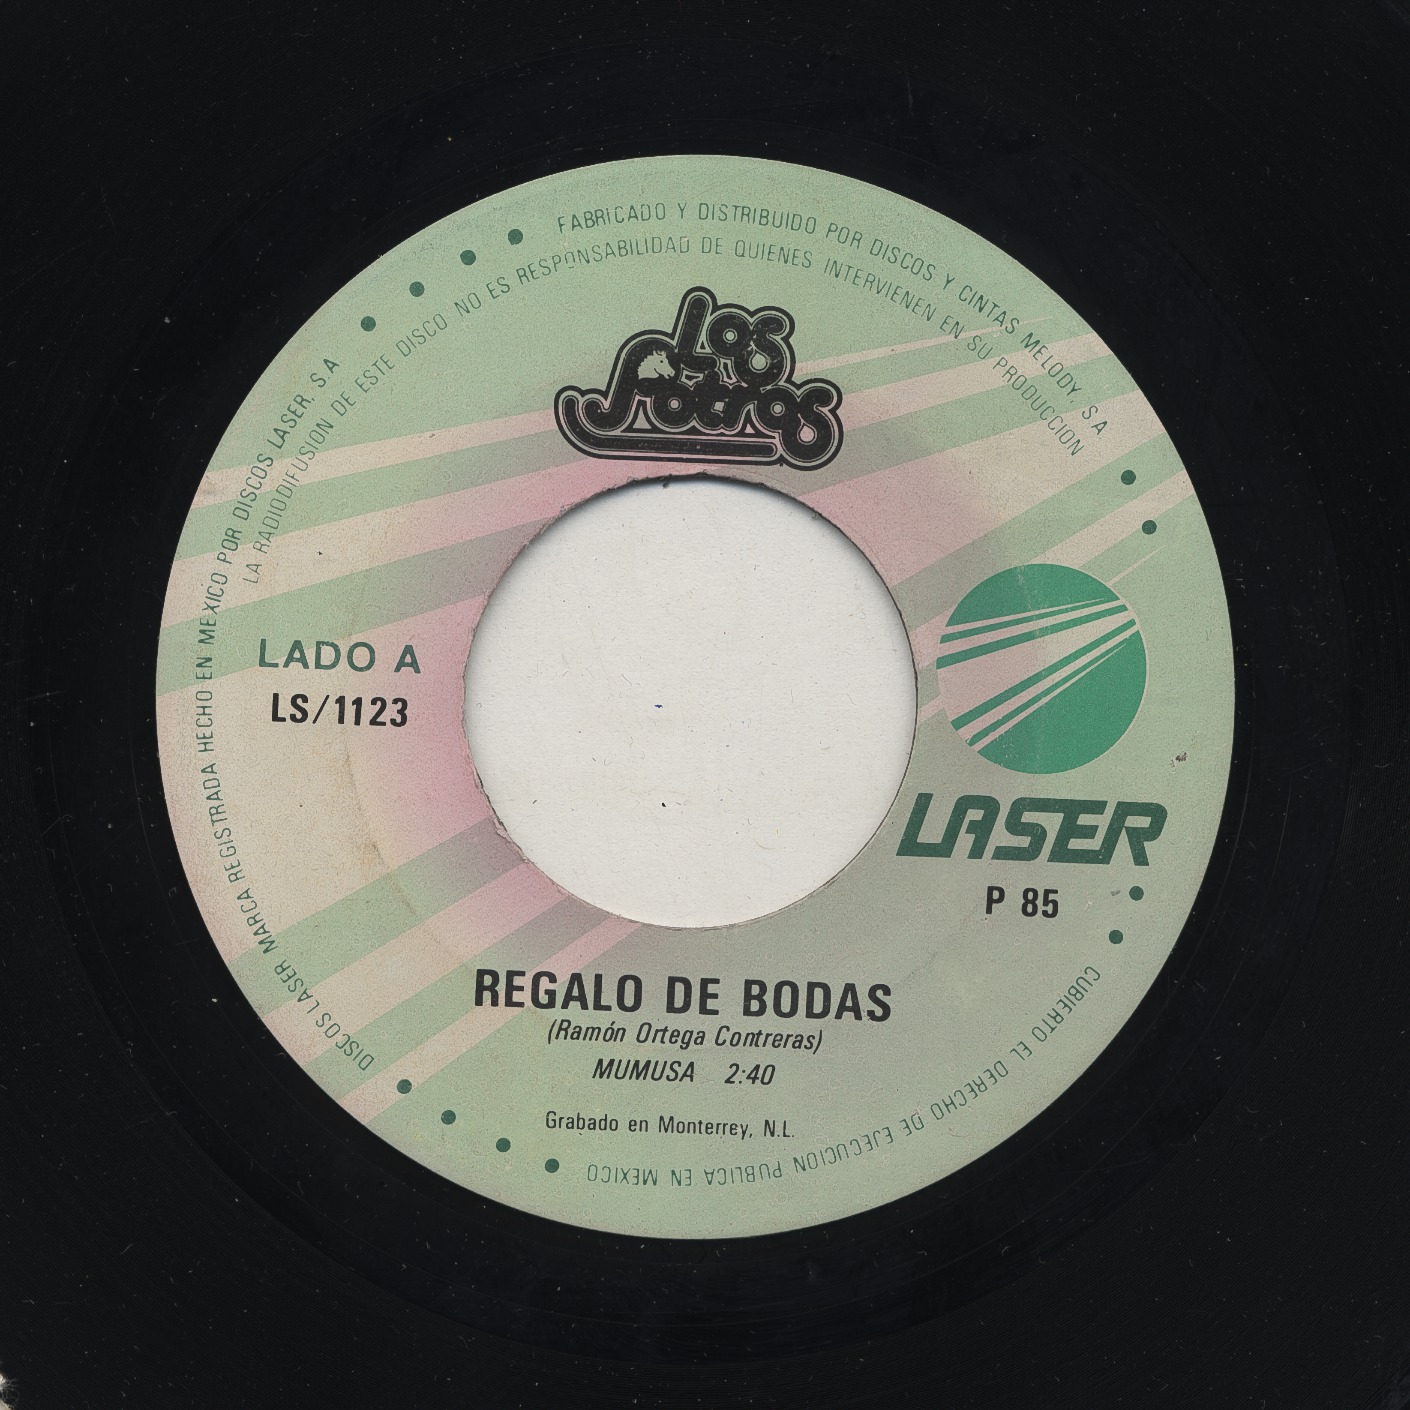 FABRICADO Y DISTRIBUIDO POR DISCOS Y CINTAS MELODY, S A
LA RADIODIFUSION DE ESTE DISCO NO ES RESPONSABILIDAD DE QUIENES INTERVIENEN EN SU PRODUCCION
DISCOS LASER MARCA REGISTRADA HECHO EN MEXICO POR DISCOS LASER, S.A
Los
Potros
LADO A
LS/1123
LASER
P 85
REGALO DE BODAS
(Ramón Ortega Contreras)
MUMUSA 2:40
Grabado en Monterrey, N.L.
CUBIERTO EL DERECHO DE EJECUCION PUBLICA EN MEXICO